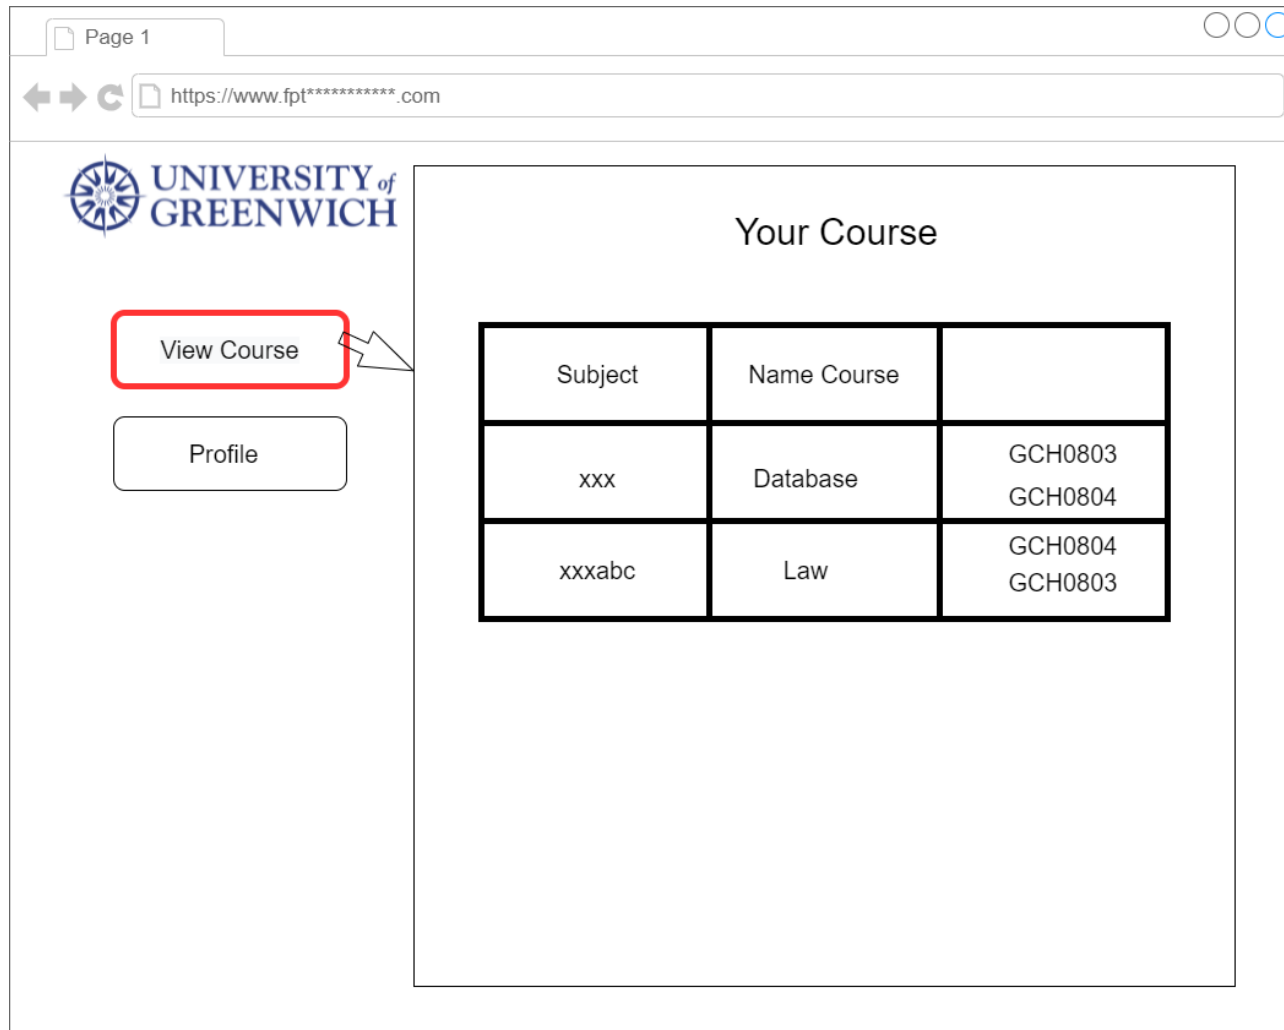 Page 1
https://www.fpt***********.com
UNIVERSITY of
GREENWICH
Your Course
View Course
Profile
Subject Name Course
xxx Database GCH0803
GCH0804
xxxabc Law GCH0804
GCH0803